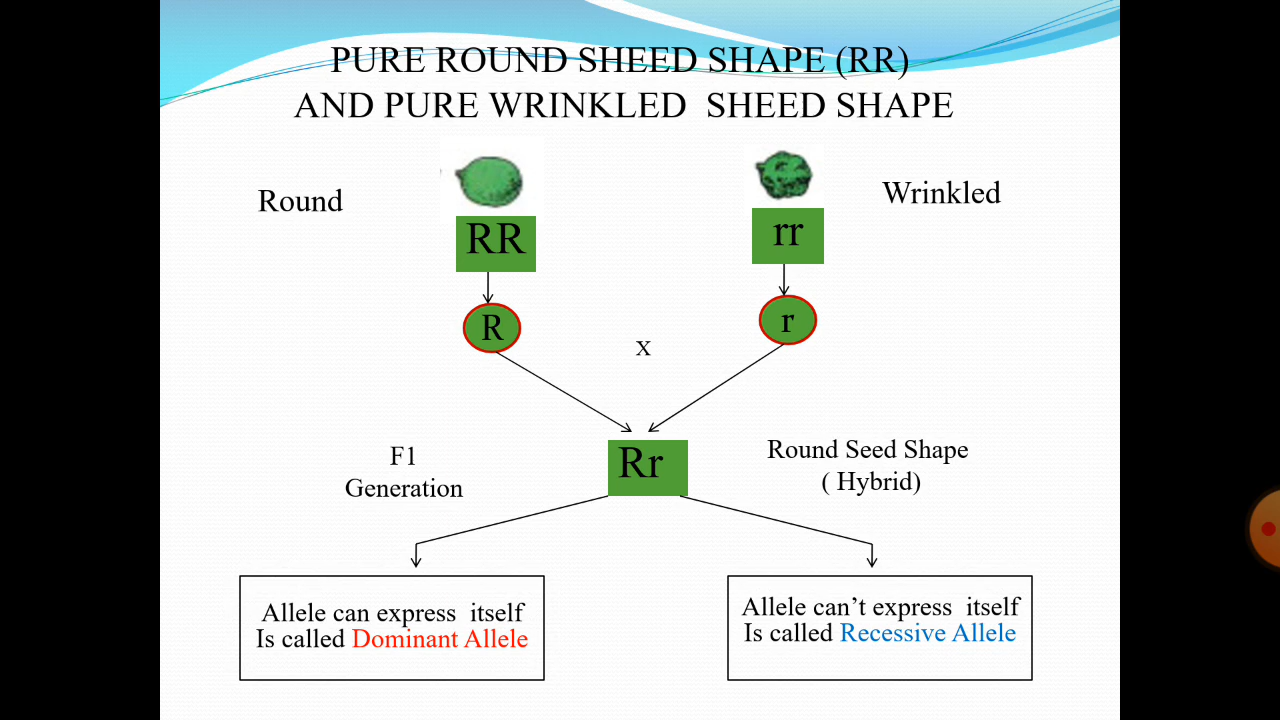 PURE ROUND SHEED SHAPE (RR)
AND PURE WRINKLED SHEED SHAPE
Round
Wrinkled
RR
rr
R
r
X
F1
Generation
Rr
Round Seed Shape
( Hybrid)
Allele can express itself
Is called Dominant Allele
Allele can’t express itself
Is called Recessive Allele